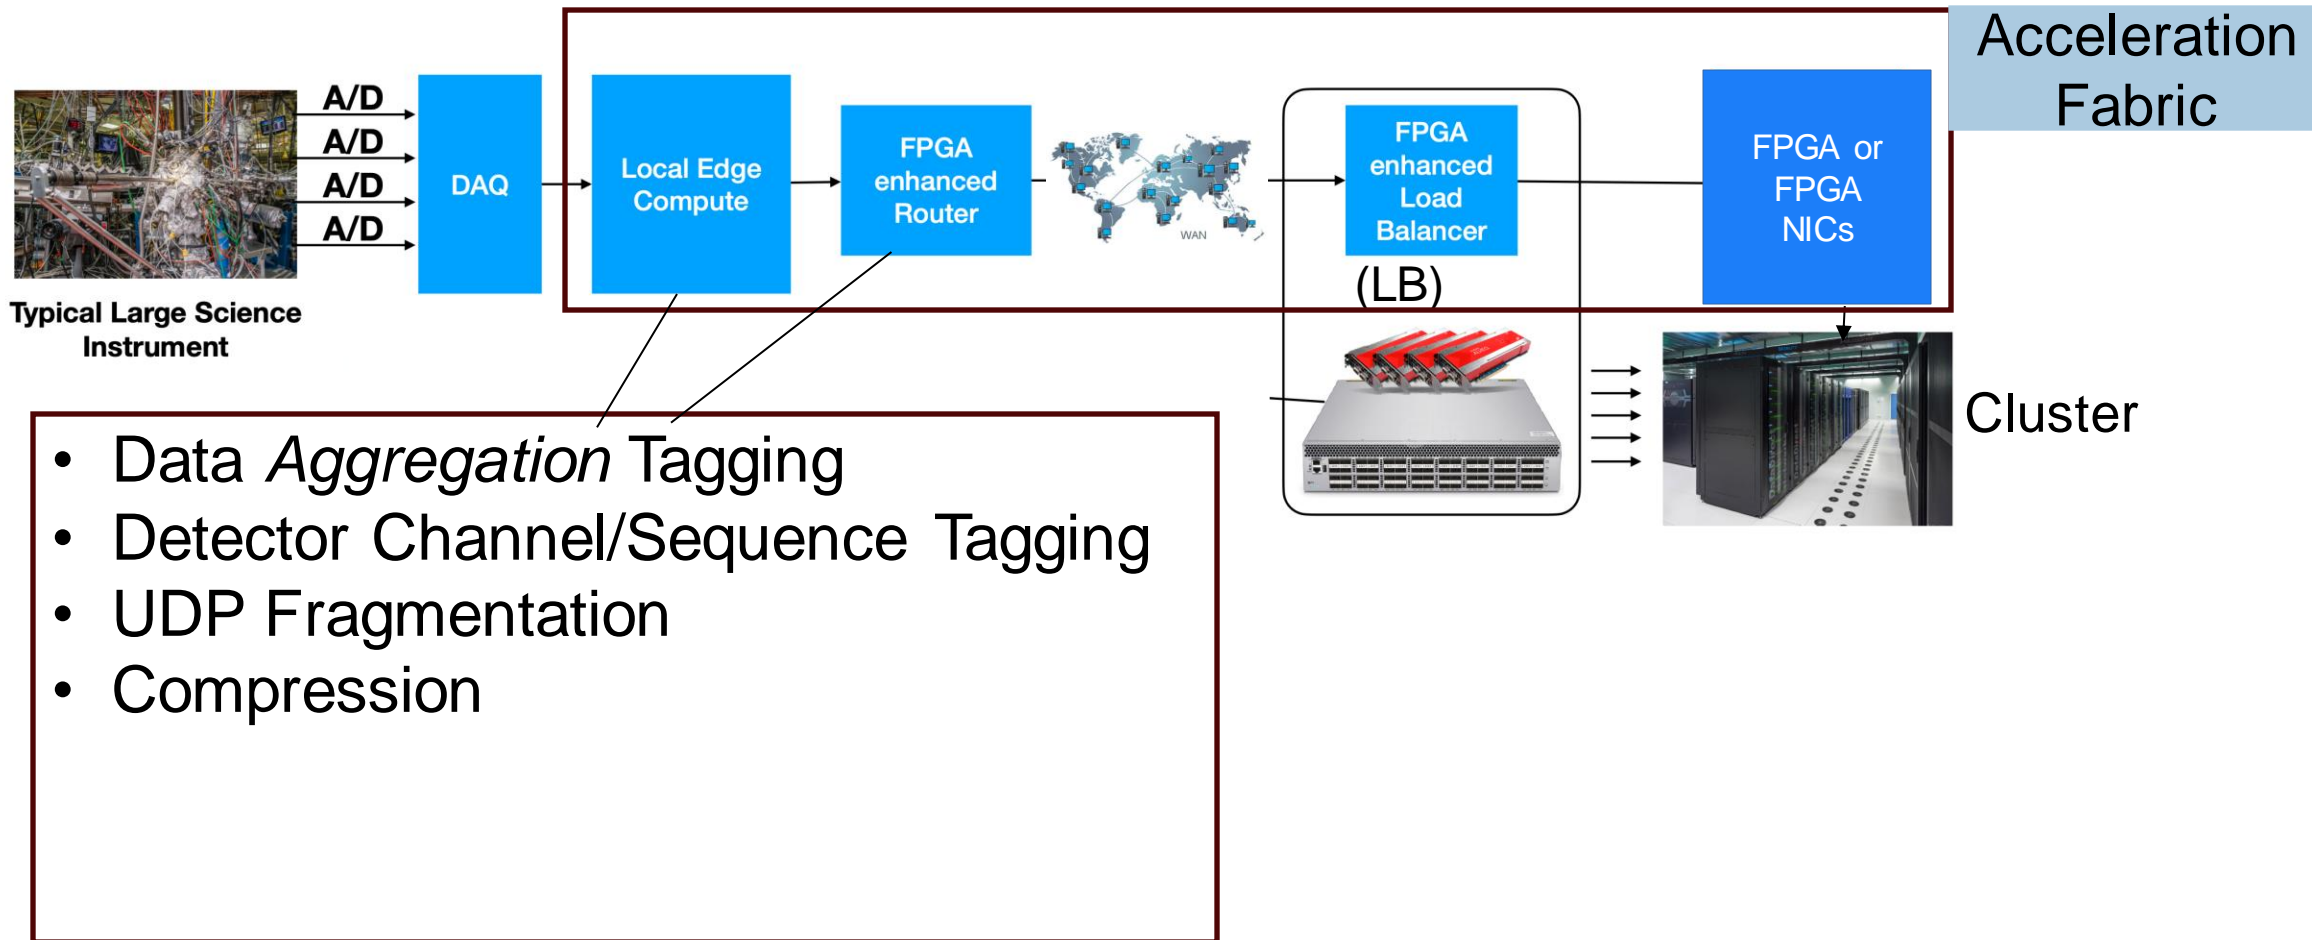 Acceleration
Fabric
A/D
A/D
A/D
A/D
DAQ
Local Edge
Compute
FPGA
enhanced
Router
WAN
FPGA
enhanced
Load
Balancer
(LB)
FPGA or
FPGA
NICs
Typical Large Science
Instrument
Cluster
• Data Aggregation Tagging
• Detector Channel/Sequence Tagging
• UDP Fragmentation
• Compression